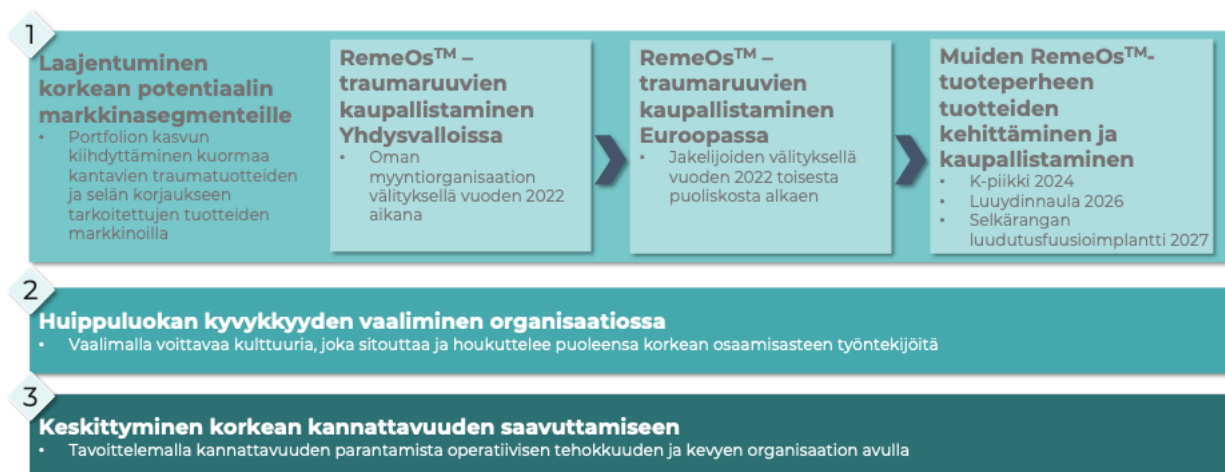 1
Laajentuminen
korkean potentiaalin
markkinasegmenteille
• Portfolion kasvun
kiihdyttäminen kuormaa
kantavien traumatuotteiden
ja selän korjaukseen
tarkoitettujen tuotteiden
markkinoilla
RemeOs™ –
traumaruuvien
kaupallistaminen
Yhdysvalloissa
• Oman
myyntiorganisaation
välityksellä vuoden 2022
aikana
RemeOs™ –
traumaruuvien
kaupallistaminen
Euroopassa
• Jakelijoiden välityksellä
vuoden 2022 toisesta
puoliskosta alkaen
Muiden RemeOs™-
tuoteperheen
tuotteiden
kehittäminen ja
kaupallistaminen
• K-piikki 2024
• Luuydinnaula 2026
• Selkärangan
luudutusfuusioimplantti 2027
2
Huippuluokan kyvykkyyden vaaliminen organisaatiossa
• Vaalimalla voittavaa kulttuuria, joka sitouttaa ja houkuttelee puoleensa korkean osaamisasteen työntekijöitä
3
Keskittyminen korkean kannattavuuden saavuttamiseen
• Tavoittelemalla kannattavuuden parantamista operatiivisen tehokkuuden ja kevyen organisaation avulla